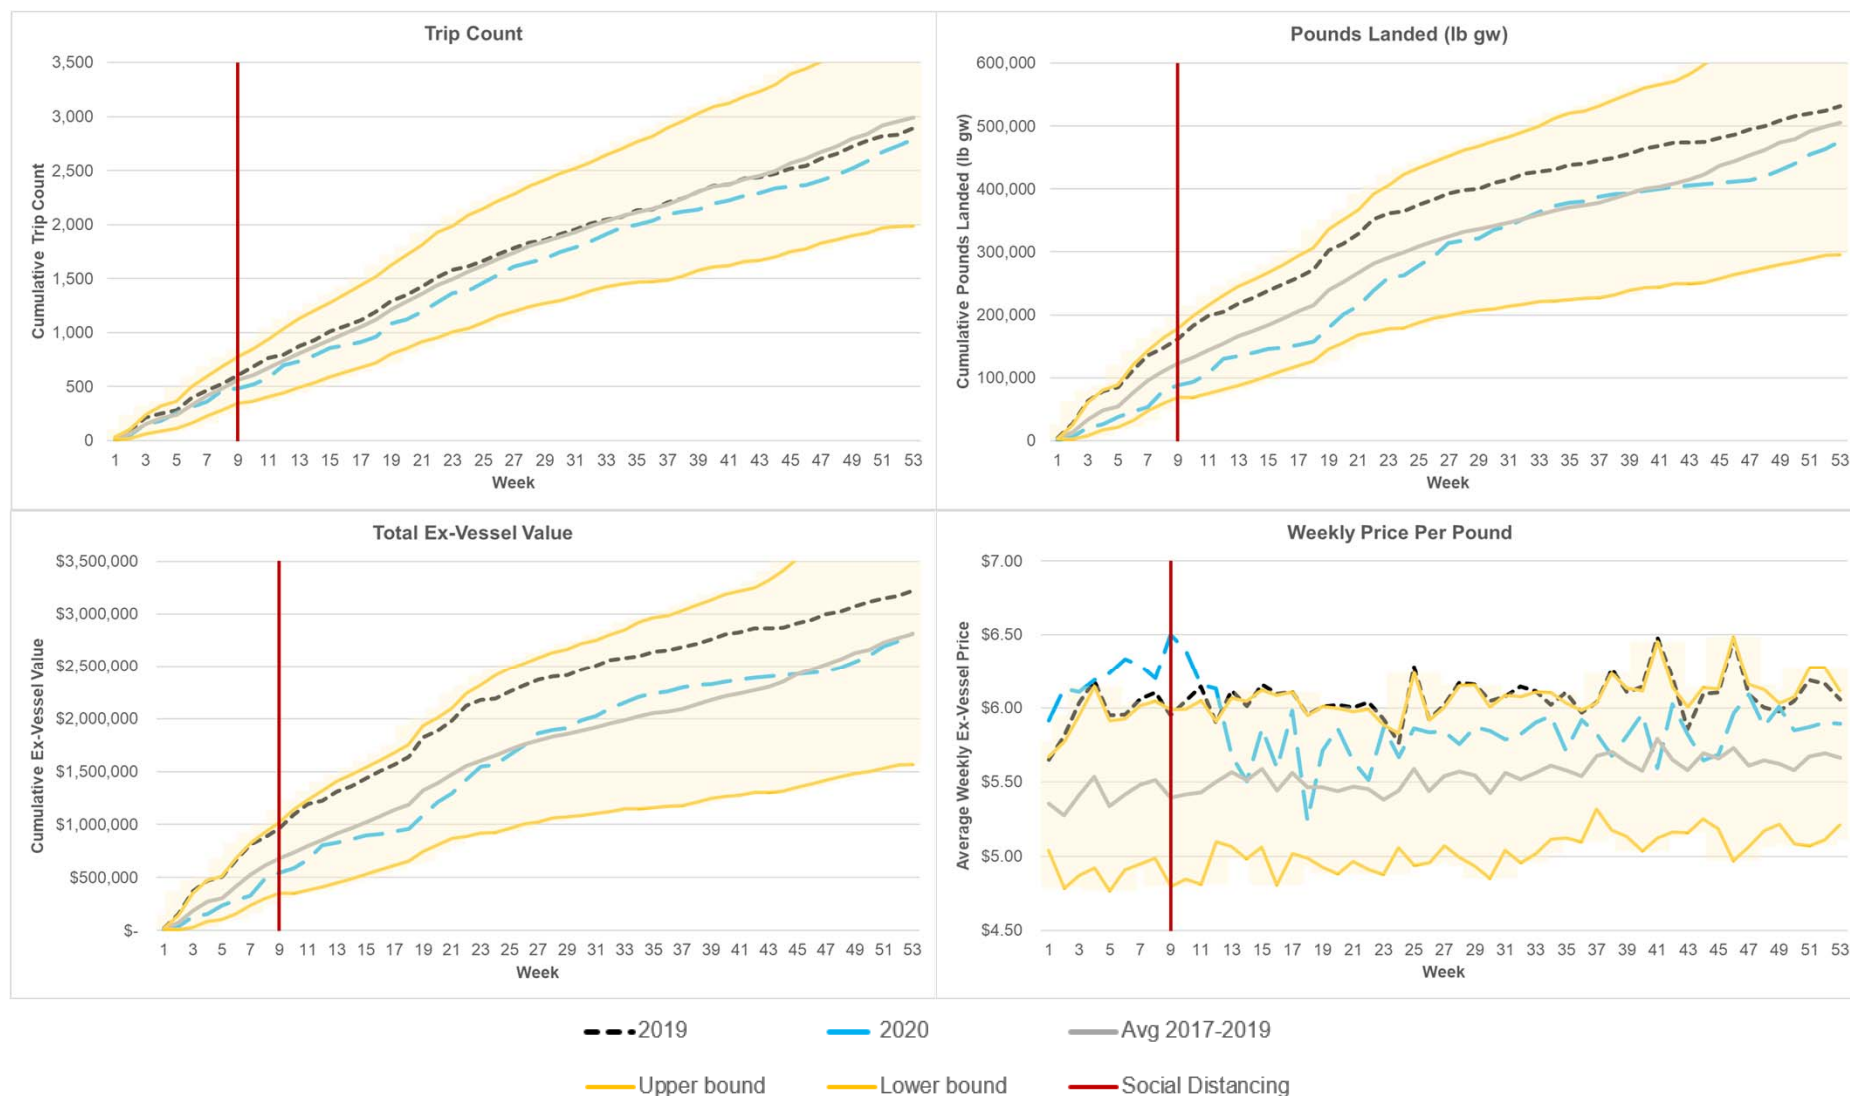 Trip Count
Cumulative Trip Count
3,500
3,000
2,500
2,000
1,500
1,000
500
0
1 3 5 7 9 11 13 15 17 19 21 23 25 27 29 31 33 35 37 39 41 43 45 47 49 51 53
Week
Pounds Landed (lb gw)
Cumulative Pounds Landed (lb gw)
600,000
500,000
400,000
300,000
200,000
100,000
0
1 3 5 7 9 11 13 15 17 19 21 23 25 27 29 31 33 35 37 39 41 43 45 47 49 51 53
Week
Total Ex-Vessel Value
Cumulative Ex-Vessel Value
$3,500,000
$3,000,000
$2,500,000
$2,000,000
$1,500,000
$1,000,000
$500,000
$-
1 3 5 7 9 11 13 15 17 19 21 23 25 27 29 31 33 35 37 39 41 43 45 47 49 51 53
Week
Weekly Price Per Pound
Average Weekly Ex-Vessel Price
$7.00
$6.50
$6.00
$5.50
$5.00
$4.50
1 3 5 7 9 11 13 15 17 19 21 23 25 27 29 31 33 35 37 39 41 43 45 47 49 51 53
Week
2019 2020 Avg 2017-2019
Upper bound Lower bound Social Distancing